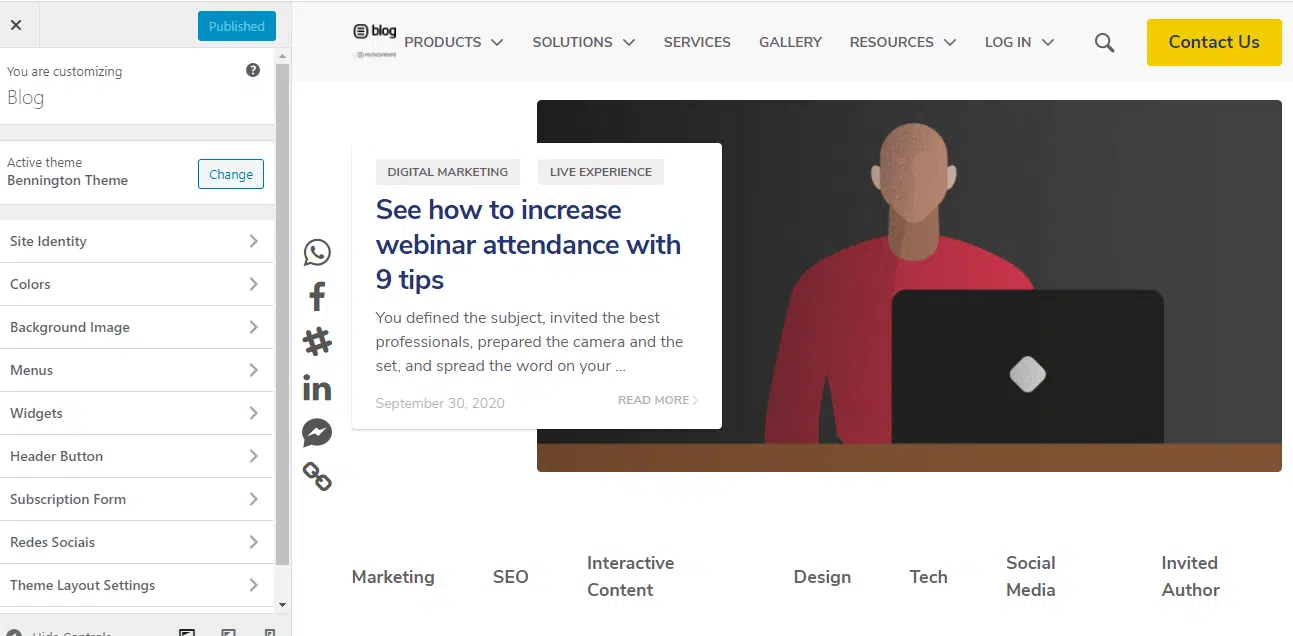 Published
You are customizing
Blog
Active theme
Bennington Theme
Change
Site Identity
Colors
Background Image
Menus
Widgets
Header Button
Subscription Form
Redes Sociais
Theme Layout Settings
Hide Controls
blog
rockcontent
PRODUCTS
SOLUTIONS
SERVICES
GALLERY
RESOURCES
LOG IN
Contact Us
DIGITAL MARKETING
LIVE EXPERIENCE
See how to increase
webinar attendance with
9 tips
You defined the subject, invited the best
professionals, prepared the camera and the
set, and spread the word on your ...
September 30, 2020
READ MORE
Marketing
SEO
Interactive
Content
Design
Tech
Social
Media
Invited
Author